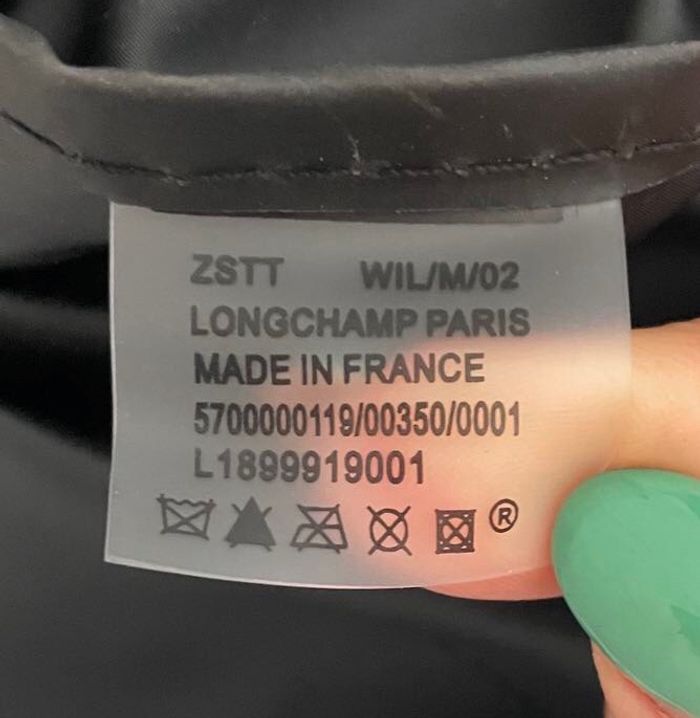 ZSTT WIL/M/02
LONGCHAMP PARIS
MADE IN FRANCE
5700000119/00350/0001
L1899919001
®